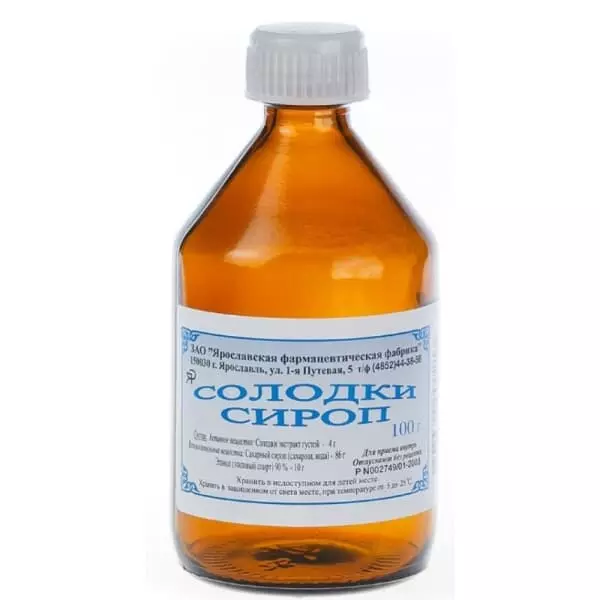 ЗАО "Ярославская фармацевтическая фабрика"
150030 г. Ярославль, ул. 1-я Путевая, 5 т/ф (4852)44-36-36
СОЛОДКИ
СИРОП
100 г
Состав. Активное вещество: Солодки экстракт густой - 4 г
Вспомогательные вещества: Сахарный сироп (сахароза, вода) - 86 г
Этанол (этиловый спирт) 90 % - 10 г
Для приема внутрь
Отпускают без рецепта
Р N002749/01-2003
Хранить в недоступном для детей месте.
Хранить в защищенном от света месте, при температуре от 5 до 25 °С